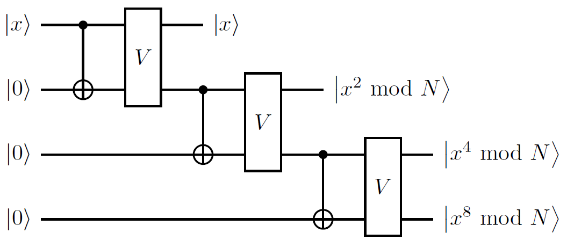 |x⟩ V |x⟩
|0⟩ V |x² mod N⟩
|0⟩ V |x⁴ mod N⟩
|0⟩ |x⁸ mod N⟩